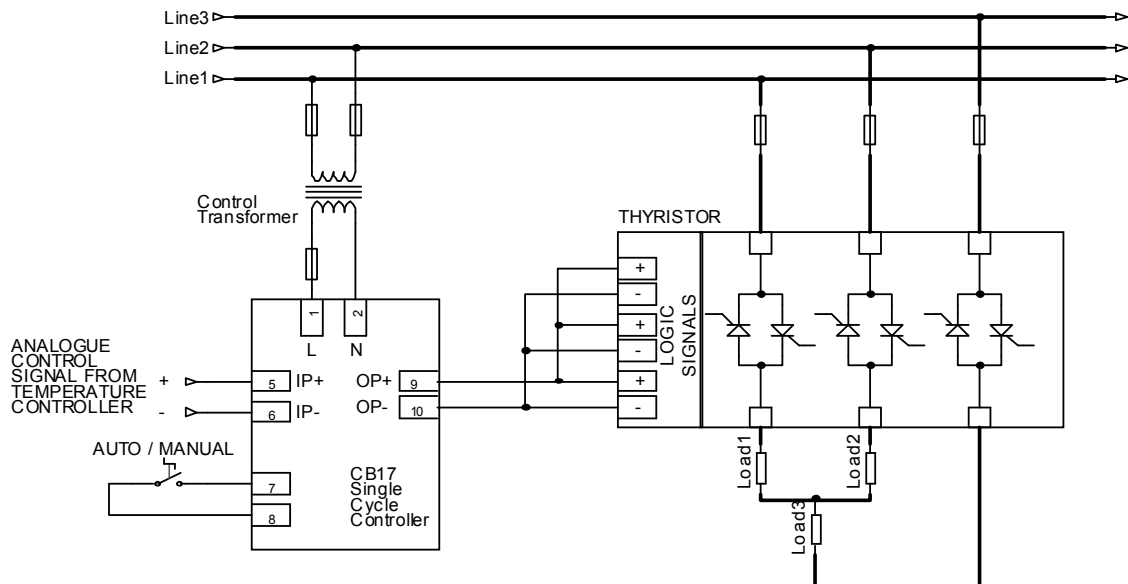 Line3
Line2
Line1
Control
Transformer
THYRISTOR
+
-
+
-
+
-
LOGIC
SIGNALS
1
2
L N
ANALOGUE
CONTROL
SIGNAL FROM
TEMPERATURE
CONTROLLER
+
-
5 IP+ OP+ 9
6 IP- OP- 10
AUTO / MANUAL
7
8
CB17
Single
Cycle
Controller
Load1
Load2
Load3